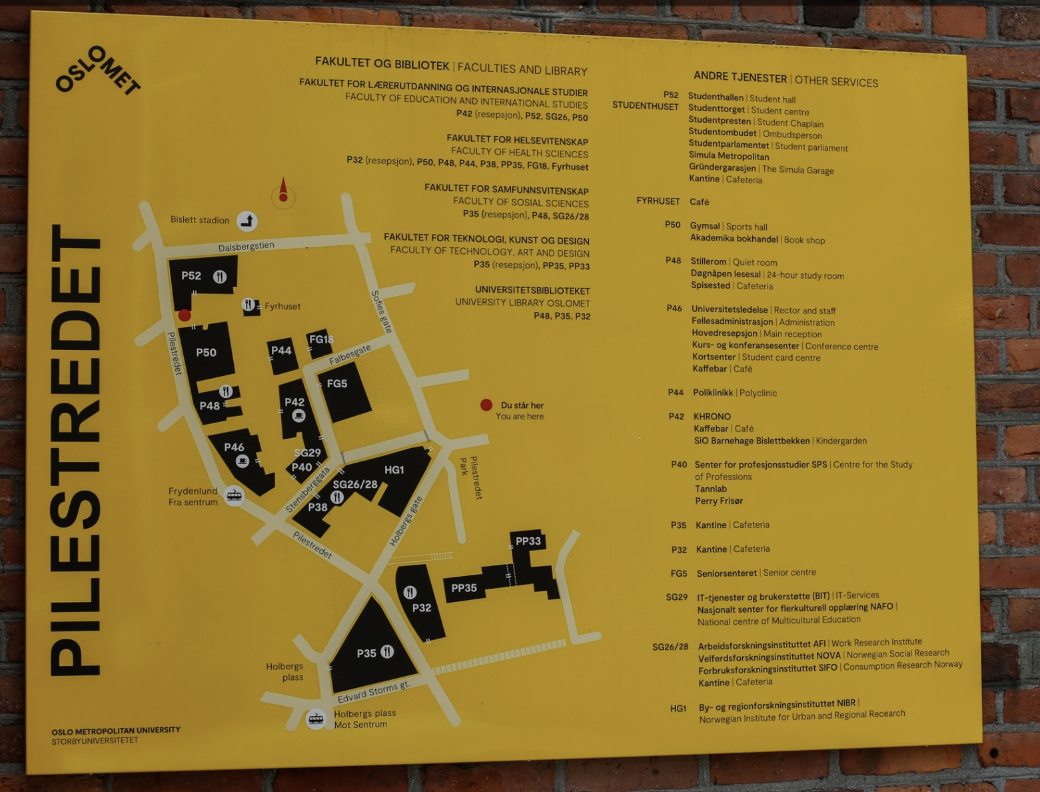 OSLOMET
PILESTREDET
FAKULTET OG BIBLIOTEK | FACULTIES AND LIBRARY
FAKULTET FOR LÆRERUTDANNING OG INTERNASJONALE STUDIER
FACULTY OF EDUCATION AND INTERNATIONAL STUDIES
P42 (resepsjon), P52, SG26, P50
FAKULTET FOR HELSEVITENSKAP
FACULTY OF HEALTH SCIENCES
P32 (resepsjon), P50, P48, P44, P38, PP35, FG18, Fyrhuset
FAKULTET FOR SAMFUNNSVITENSKAP
FACULTY OF SOSIAL SCIENCES
P35 (resepsjon), P48, SG26/28
FAKULTET FOR TEKNOLOGI, KUNST OG DESIGN
FACULTY OF TECHNOLOGY, ART AND DESIGN
P35 (resepsjon), PP35, PP33
UNIVERSITETSBIBLIOTEKET
UNIVERSITY LIBRARY OSLOMET
P48, P35, P32
Bislett stadion
Dalsbergstien
P52
Fyrhuset
Sofies gate
P50
Pilestredet
P44
FG18
Falbesgate
FG5
P48
P42
P46
SG29
P40
HG1
SG26/28
P38
Stensberggata
Frydenlund
Fra sentrum
Pilestredet
Holbergs gate
Pilestredet
Park
Du står her
You are here
PP33
PP35
P32
P35
Holbergs
plass
Edvard Storms gt.
Holbergs plass
Mot Sentrum
ANDRE TJENESTER | OTHER SERVICES
P52 Studenthallen | Student hall
STUDENTHUSET Studenttorget | Student centre
Studentpresten | Student Chaplain
Studentombudet | Ombudsperson
Studentparlamentet | Student parliament
Simula Metropolitan
Gründergarasjen | The Simula Garage
Kantine | Cafeteria
FYRHUSET Café
P50 Gymsal | Sports hall
Akademika bokhandel | Book shop
P48 Stillerom | Quiet room
Døgnåpen lesesal | 24-hour study room
Spisested | Cafeteria
P46 Universitetsledelse | Rector and staff
Fellesadministrasjon | Administration
Hovedresepsjon | Main reception
Kurs- og konferansesenter | Conference centre
Kortsenter | Student card centre
Kaffebar | Café
P44 Poliklinikk | Polyclinic
P42 KHRONO
Kaffebar | Café
SiO Barnehage Bislettbekken | Kindergarden
P40 Senter for profesjonsstudier SPS | Centre for the Study
of Professions
Tannlab
Perry Frisør
P35 Kantine | Cafeteria
P32 Kantine | Cafeteria
FG5 Seniorsenteret | Senior centre
SG29 IT-tjenester og brukerstøtte (BIT) | IT-Services
Nasjonalt senter for flerkulturell opplæring NAFO |
National centre of Multicultural Education
SG26/28 Arbeidsforskningsinstituttet AFI | Work Research Institute
Velferdsforskningsinstituttet NOVA | Norwegian Social Research
Forbruksforskningsinstituttet SIFO | Consumption Research Norway
Kantine | Cafeteria
HG1 By- og regionforskningsinstituttet NIBR |
Norwegian Institute for Urban and Regional Recearch
OSLO METROPOLITAN UNIVERSITY
STORBYUNIVERSITETET